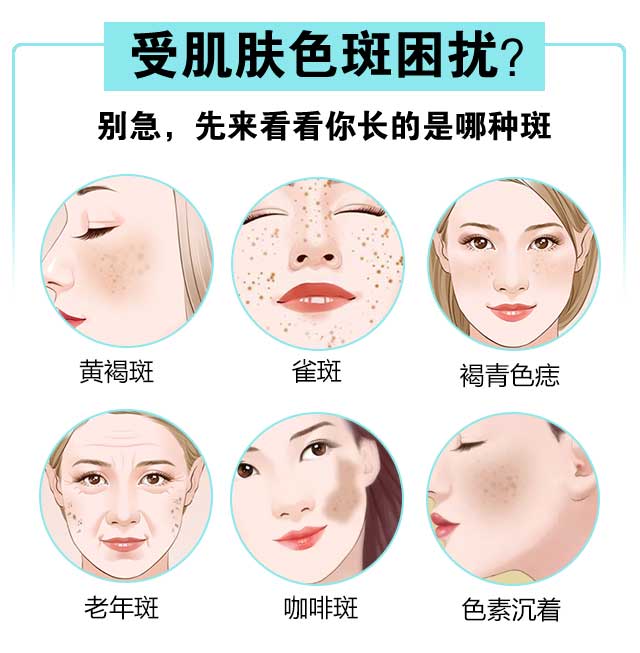 受肌肤色斑困扰?
别急，先来看看你长的是哪种斑
黄褐斑
雀斑
褐青色痣
老年斑
咖啡斑
色素沉着